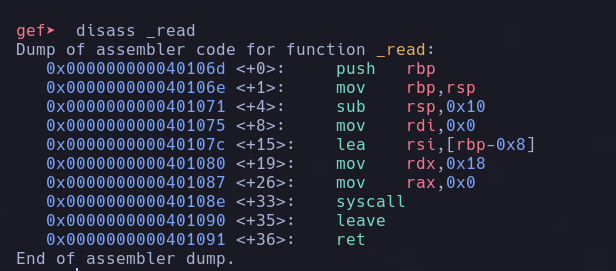 gef➤  disass _read
Dump of assembler code for function _read:
   0x000000000040106d <+0>:     push   rbp
   0x000000000040106e <+1>:     mov    rbp,rsp
   0x0000000000401071 <+4>:     sub    rsp,0x10
   0x0000000000401075 <+8>:     mov    rdi,0x0
   0x000000000040107c <+15>:    lea    rsi,[rbp-0x8]
   0x0000000000401080 <+19>:    mov    rdx,0x18
   0x0000000000401087 <+26>:    mov    rax,0x0
   0x000000000040108e <+33>:    syscall
   0x0000000000401090 <+35>:    leave
   0x0000000000401091 <+36>:    ret
End of assembler dump.